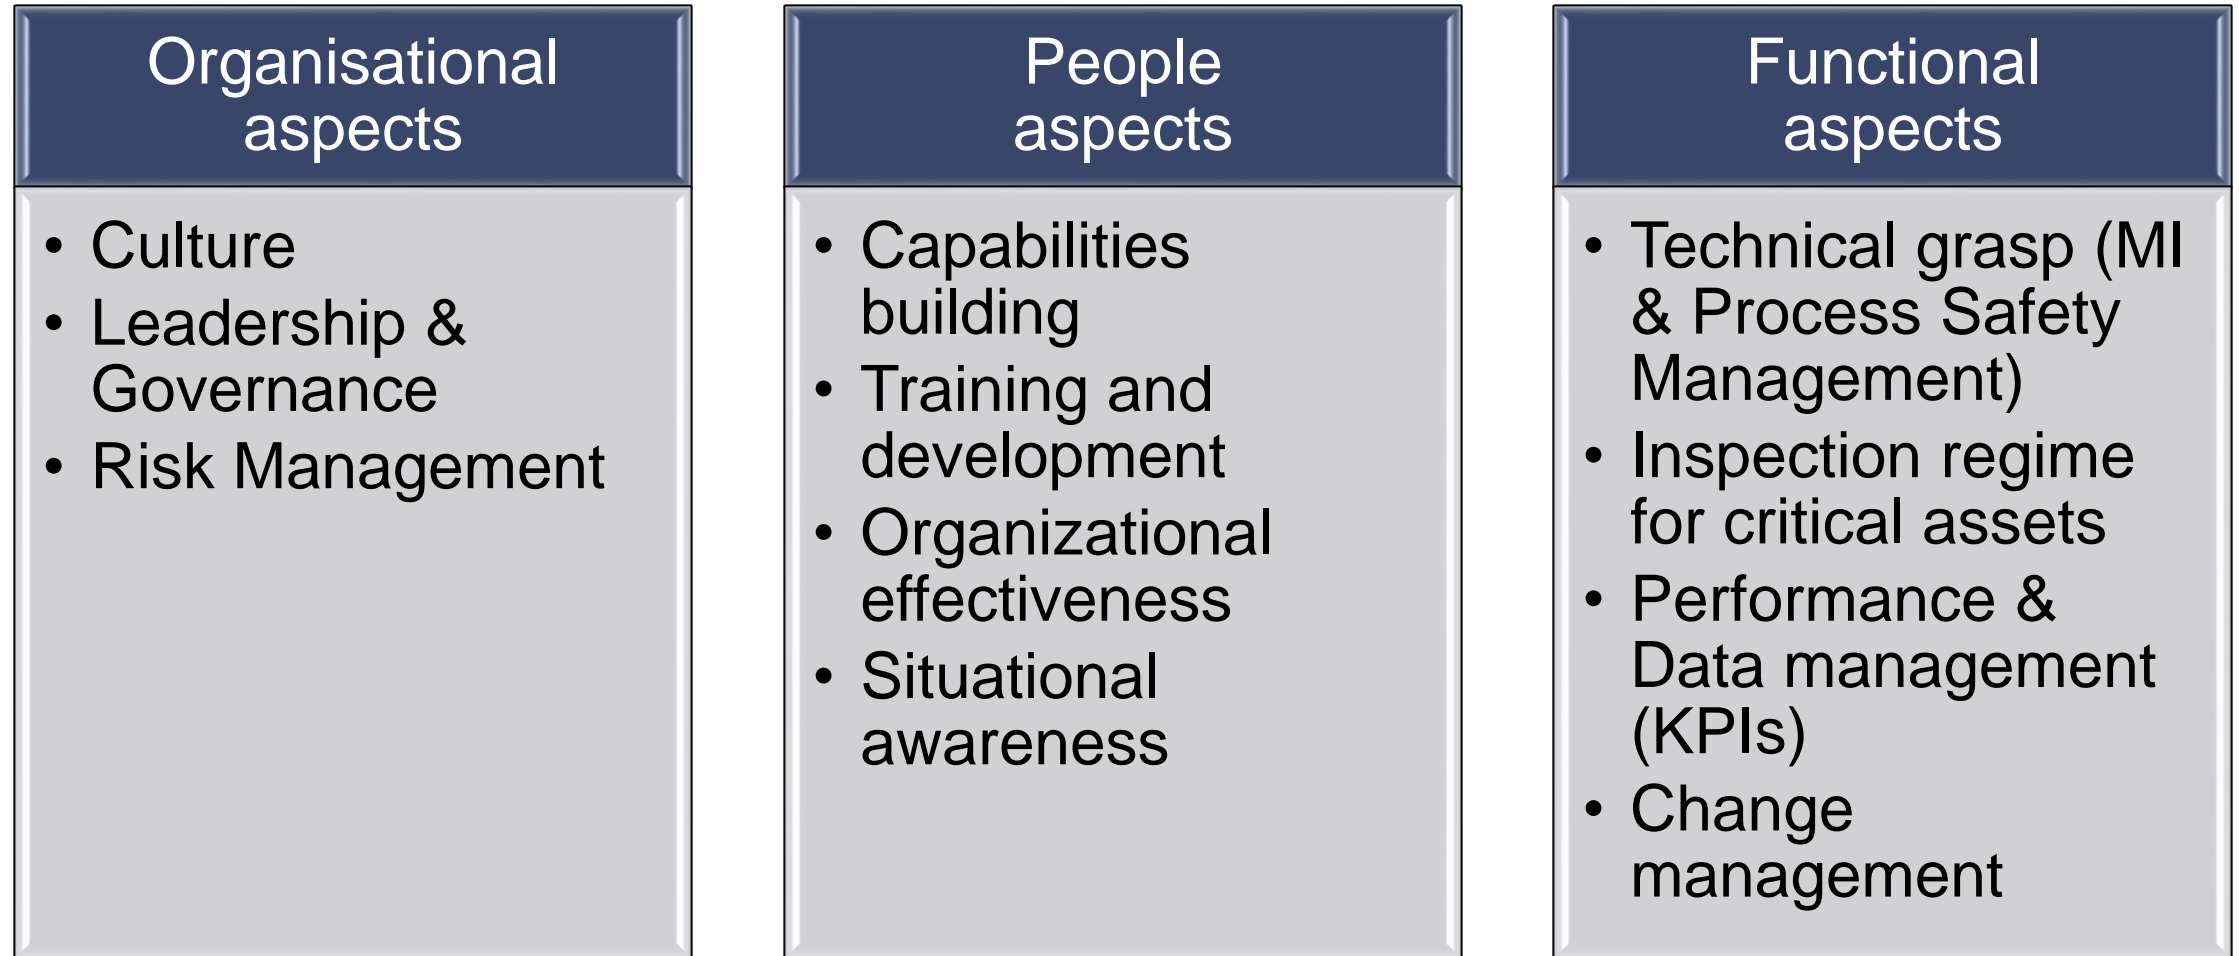 Organisational
aspects
• Culture
• Leadership &
Governance
• Risk Management
People
aspects
• Capabilities
building
• Training and
development
• Organizational
effectiveness
• Situational
awareness
Functional
aspects
• Technical grasp (MI
& Process Safety
Management)
• Inspection regime
for critical assets
• Performance &
Data management
(KPIs)
• Change
management